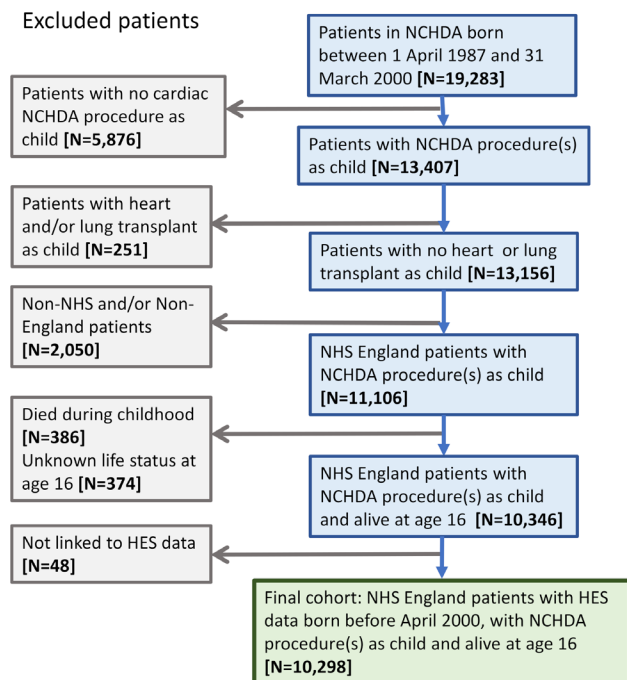 Excluded patients
Patients in NCHDA born
between 1 April 1987 and 31
March 2000 [N=19,283]
Patients with no cardiac
NCHDA procedure as
child [N=5,876]
Patients with NCHDA procedure(s)
as child [N=13,407]
Patients with heart
and/or lung transplant
as child [N=251]
Patients with no heart or lung
transplant as child [N=13,156]
Non-NHS and/or Non-
England patients
[N=2,050]
NHS England patients with
NCHDA procedure(s) as child
[N=11,106]
Died during childhood
[N=386]
Unknown life status at
age 16 [N=374]
NHS England patients with
NCHDA procedure(s) as child
and alive at age 16 [N=10,346]
Not linked to HES data
[N=48]
Final cohort: NHS England patients with HES
data born before April 2000, with NCHDA
procedure(s) as child and alive at age 16
[N=10,298]